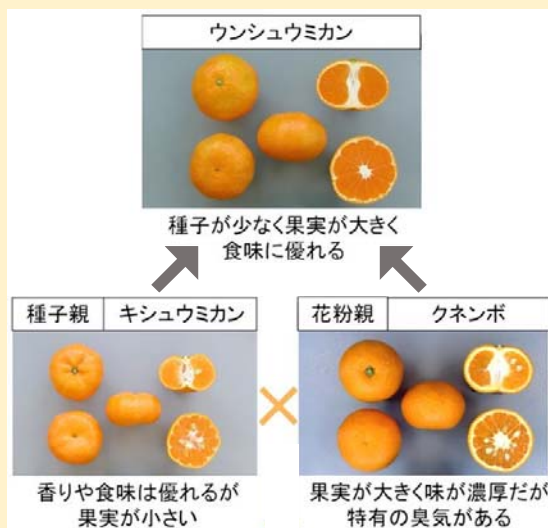 ウンシュウミカン
種子が少なく果実が大きく
食味に優れる
種子親 キシュウミカン
花粉親 クネンボ
×
香りや食味は優れるが
果実が小さい
果実が大きく味が濃厚だが
特有の臭気がある